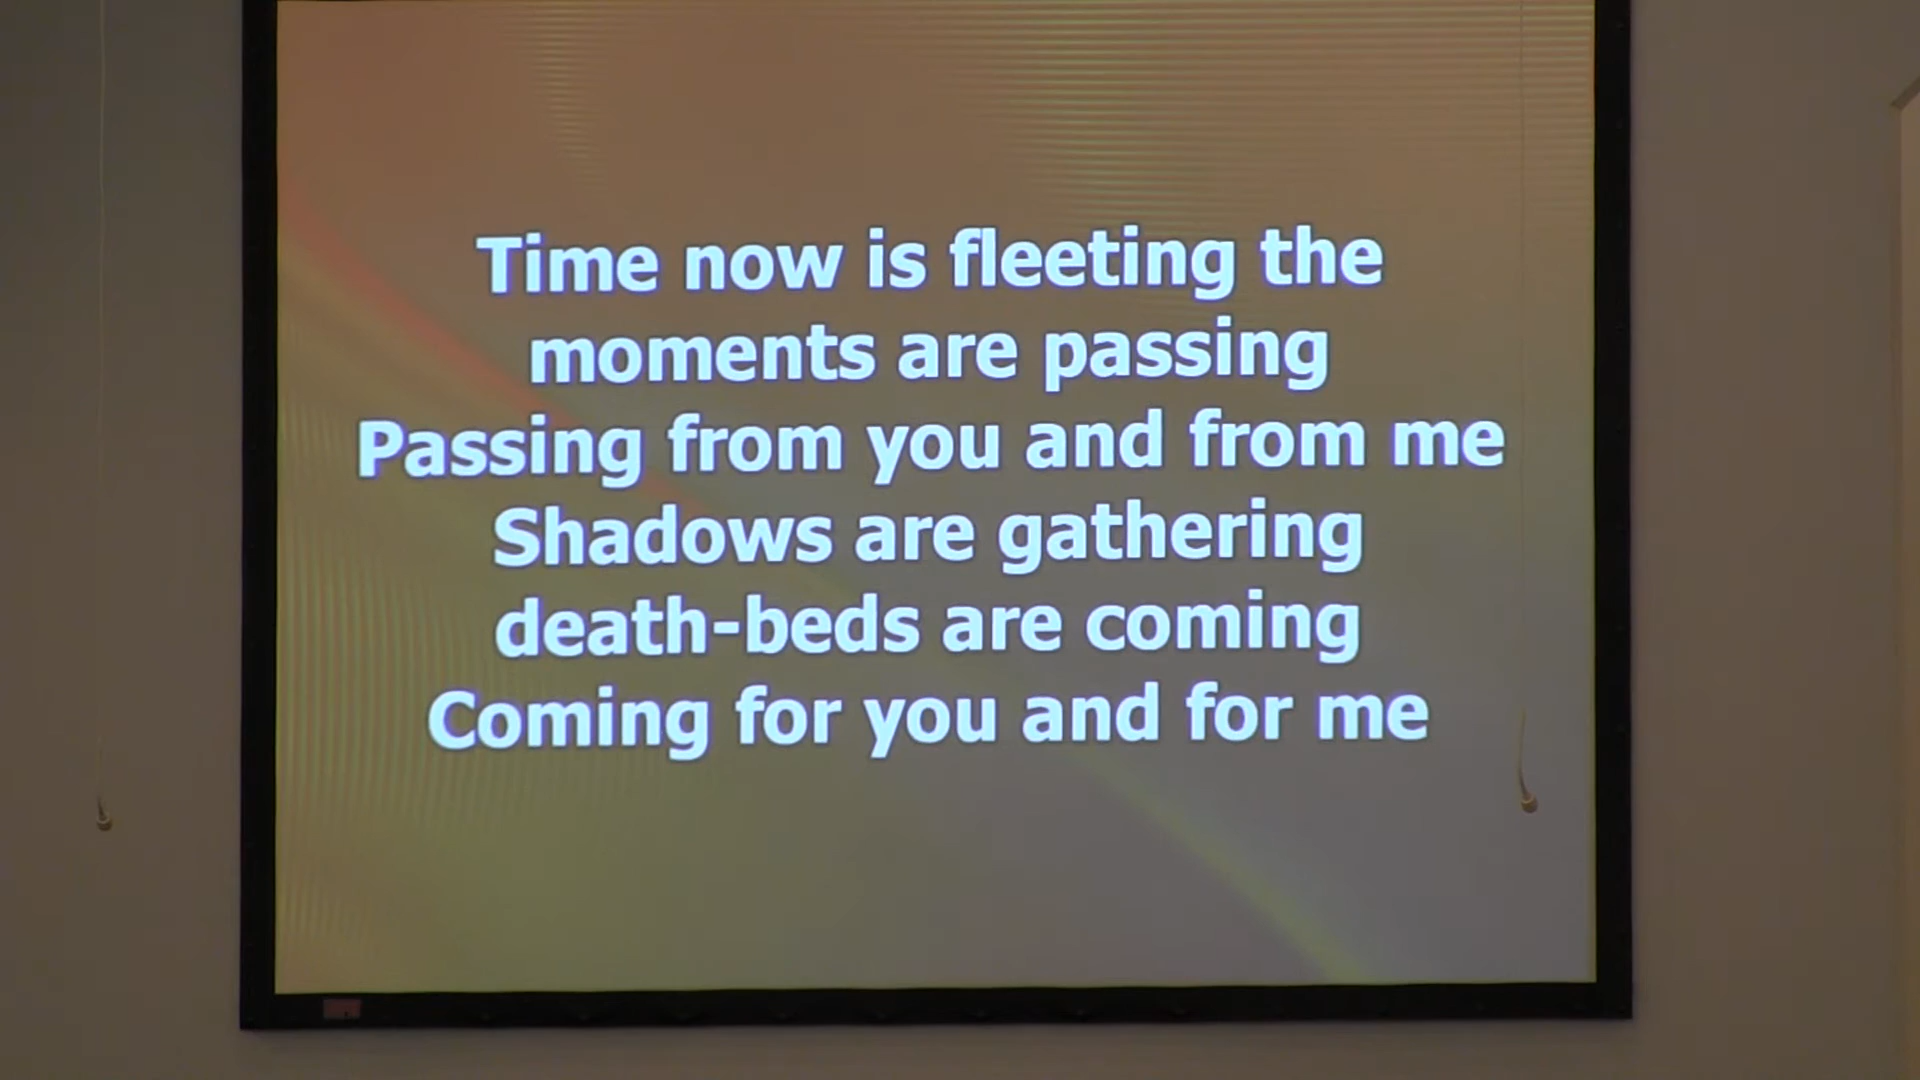 Time now is fleeting the
moments are passing
Passing from you and from me
Shadows are gathering
death-beds are coming
Coming for you and for me